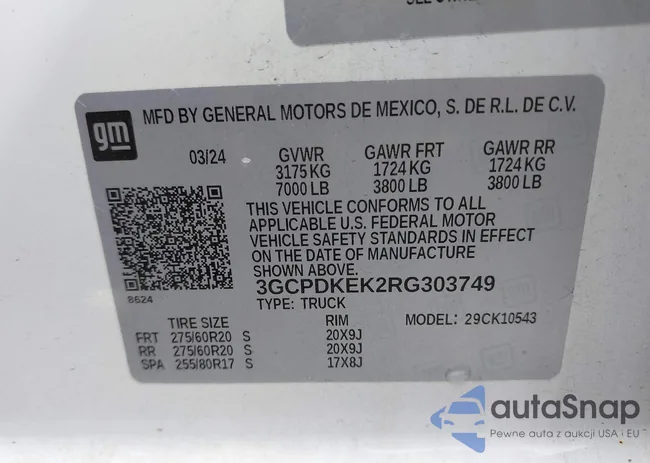 MFD BY GENERAL MOTORS DE MEXICO, S. DE R.L. DE C.V.
gm
03/24 GVWR GAWR FRT GAWR RR
3175 KG 1724 KG 1724 KG
7000 LB 3800 LB 3800 LB
THIS VEHICLE CONFORMS TO ALL
APPLICABLE U.S. FEDERAL MOTOR
VEHICLE SAFETY STANDARDS IN EFFECT
ON THE DATE OF MANUFACTURE
SHOWN ABOVE.
8624
3GCPDKEK2RG303749
TYPE: TRUCK
TIRE SIZE RIM MODEL: 29CK10543
FRT 275/60R20 S 20X9J
RR 275/60R20 S 20X9J
SPA 255/80R17 S 17X8J
autoSnap
Pewne auta z aukcji USA i EU